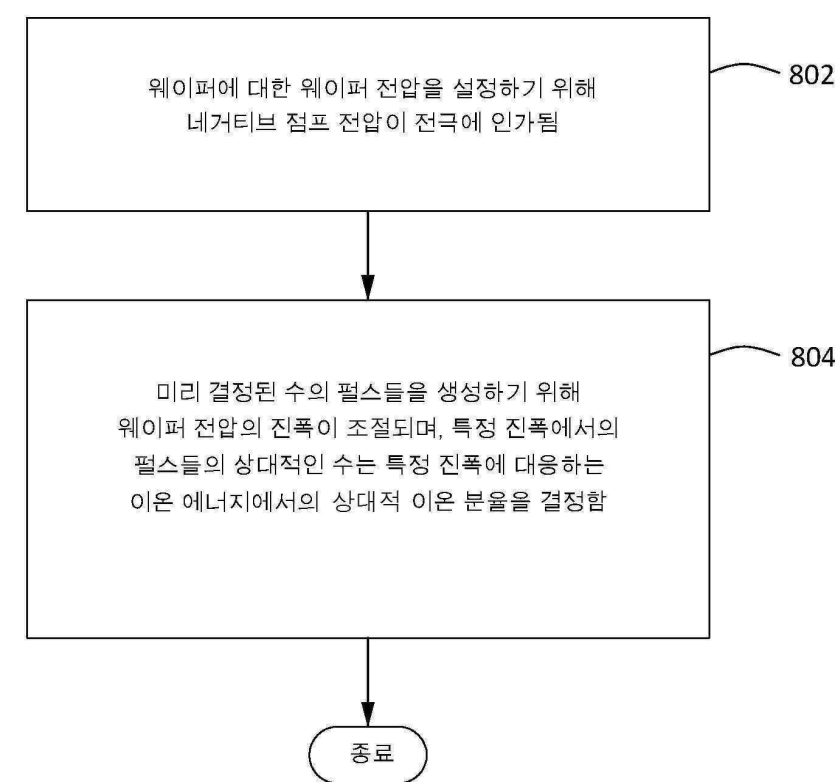 웨이퍼에 대한 웨이퍼 전압을 설정하기 위해
네거티브 점프 전압이 전극에 인가됨
802
미리 결정된 수의 펄스들을 생성하기 위해
웨이퍼 전압의 진폭이 조절되며, 특정 진폭에서의
펄스들의 상대적인 수는 특정 진폭에 대응하는
이온 에너지에서의 상대적 이온 분율을 결정함
804
종료